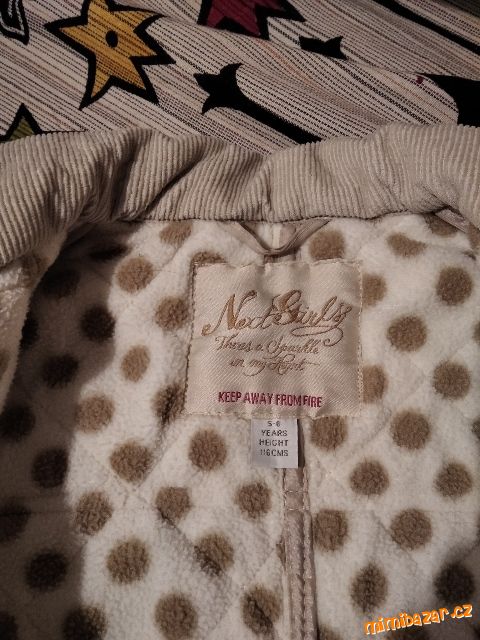 Next Girls
There's a Sparkle
in my Heart
KEEP AWAY FROM FIRE
5-6
YEARS
HEIGHT
116CMS
mimibazar.cz